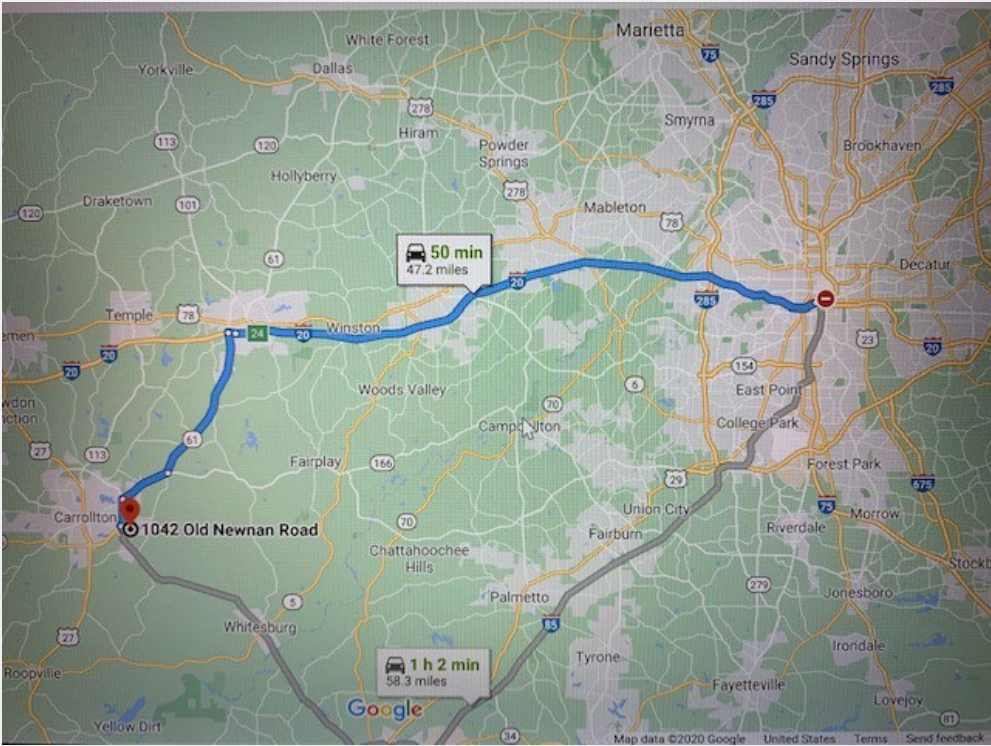 White Forest
Marietta
75
Sandy Springs
Yorkville
Dallas
285
285
278
Smyrna
113
120
Hiram
Powder
Springs
Brookhaven
Hollyberry
278
120
Draketown
101
Mableton
78
61
50 min
47.2 miles
20
Decatur
Temple
78
285
24
20
Winston
20
20
23
20
154
Woods Valley
6
East Point
70
Campbellton
College Park
61
27
113
Fairplay
166
Forest Park
29
675
Carrollton
1042 Old Newnan Road
70
Union City
75
Morrow
Riverdale
Fairburn
Chattahoochee
Hills
Stockb
279
Jonesboro
Palmetto
5
85
Whitesburg
27
Irondale
Tyrone
1 h 2 min
58.3 miles
Roopville
Fayetteville
Lovejoy
Google
81
Yellow Dirt
34
Map data ©2020 Google United States Terms Send feedback